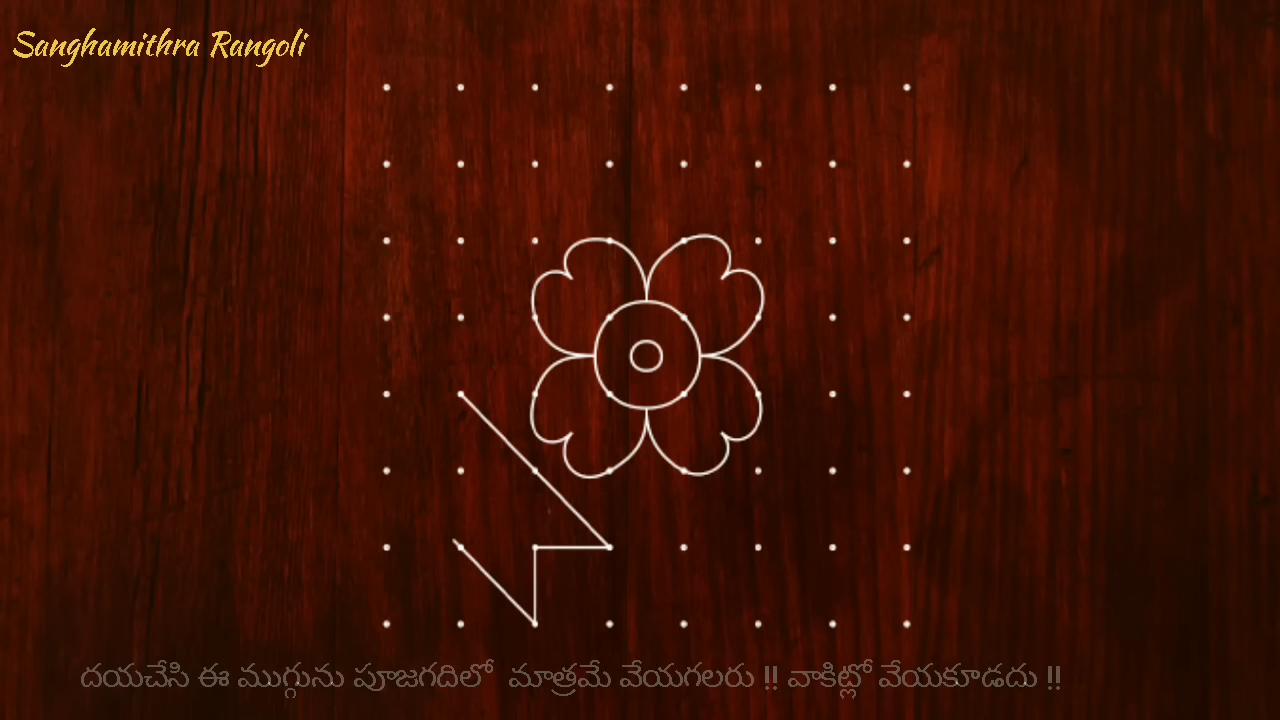 Sanghamithra Rangoli
దయచేసి ఈ ముగ్గును పూజగదిలో మాత్రమే వేయగలరు !! వాకిట్లో వేయకూడదు !!